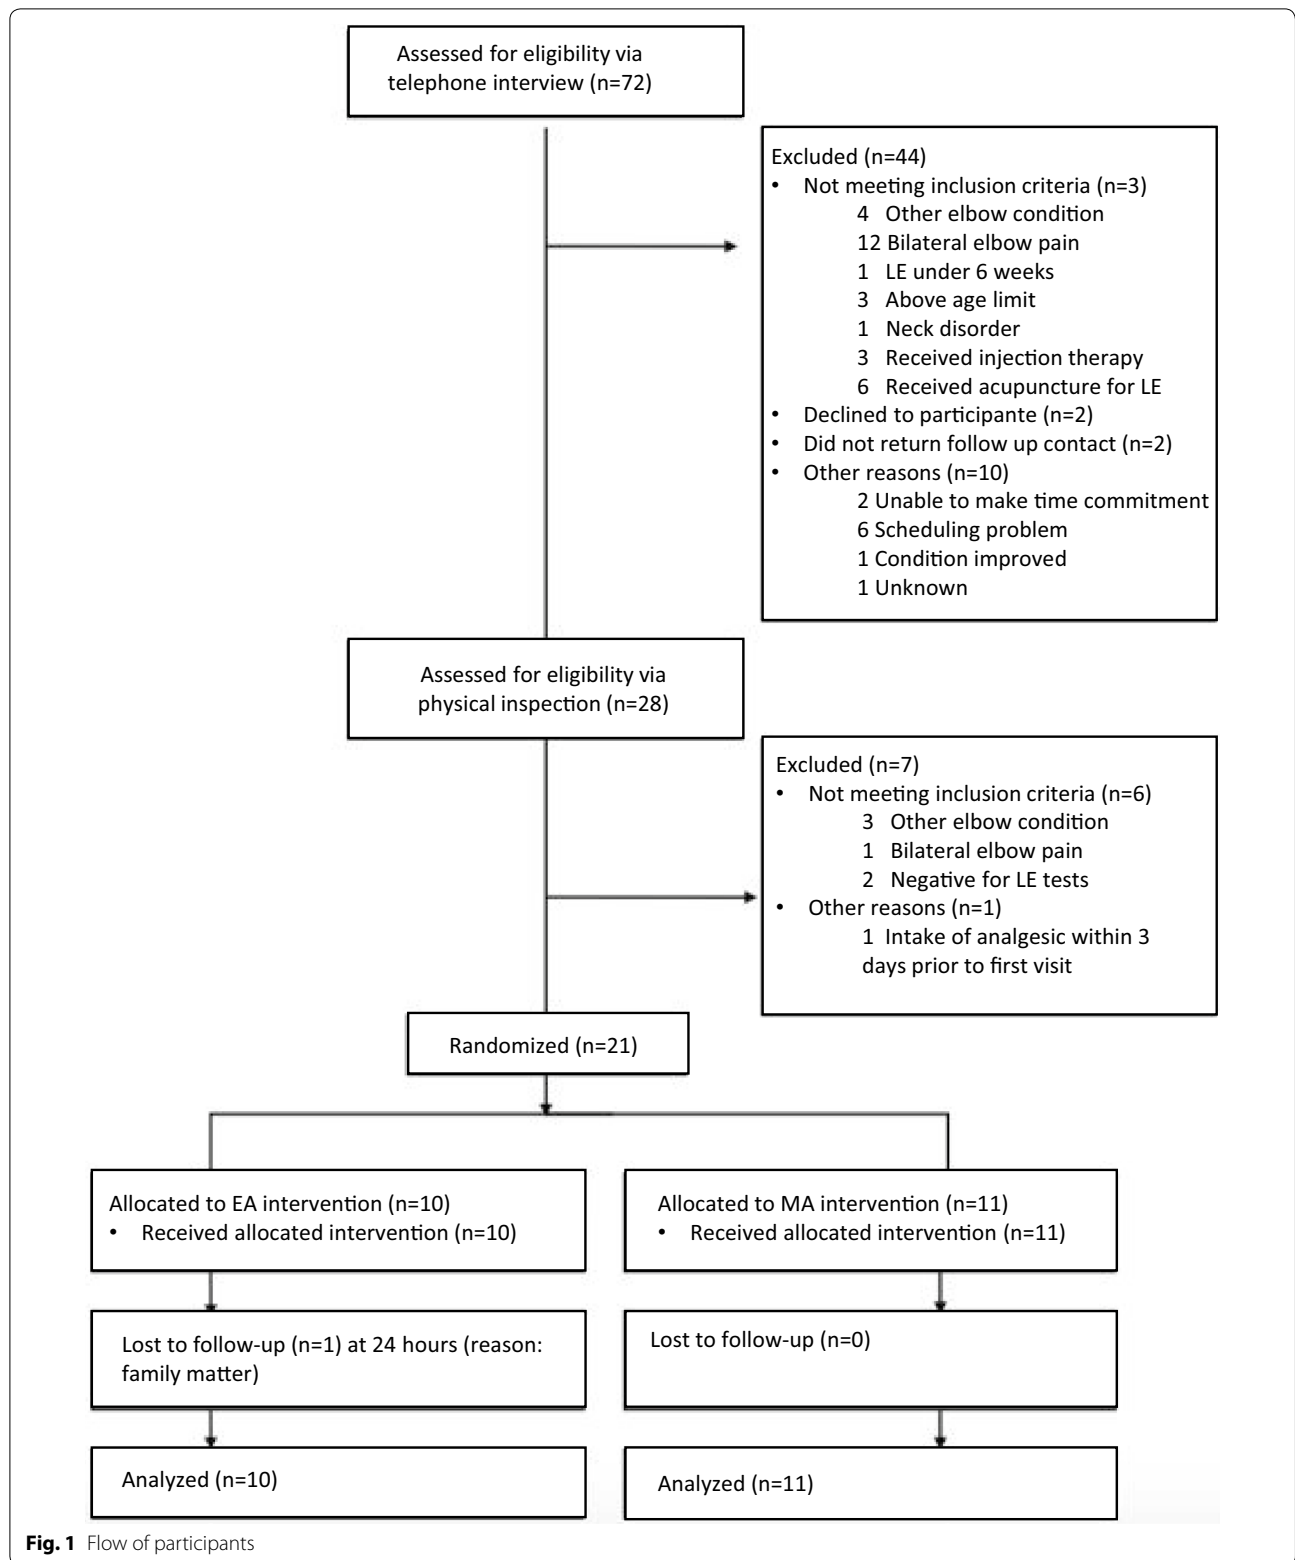 Assessed for eligibility via
telephone interview (n=72)
Excluded (n=44)
• Not meeting inclusion criteria (n=3)
4 Other elbow condition
12 Bilateral elbow pain
1 LE under 6 weeks
3 Above age limit
1 Neck disorder
3 Received injection therapy
6 Received acupuncture for LE
• Declined to participante (n=2)
• Did not return follow up contact (n=2)
• Other reasons (n=10)
2 Unable to make time commitment
6 Scheduling problem
1 Condition improved
1 Unknown
Assessed for eligibility via
physical inspection (n=28)
Excluded (n=7)
• Not meeting inclusion criteria (n=6)
3 Other elbow condition
1 Bilateral elbow pain
2 Negative for LE tests
• Other reasons (n=1)
1 Intake of analgesic within 3
days prior to first visit
Randomized (n=21)
Allocated to EA intervention (n=10)
• Received allocated intervention (n=10)
Allocated to MA intervention (n=11)
• Received allocated intervention (n=11)
Lost to follow-up (n=1) at 24 hours (reason:
family matter)
Lost to follow-up (n=0)
Analyzed (n=10)
Analyzed (n=11)
Fig. 1 Flow of participants